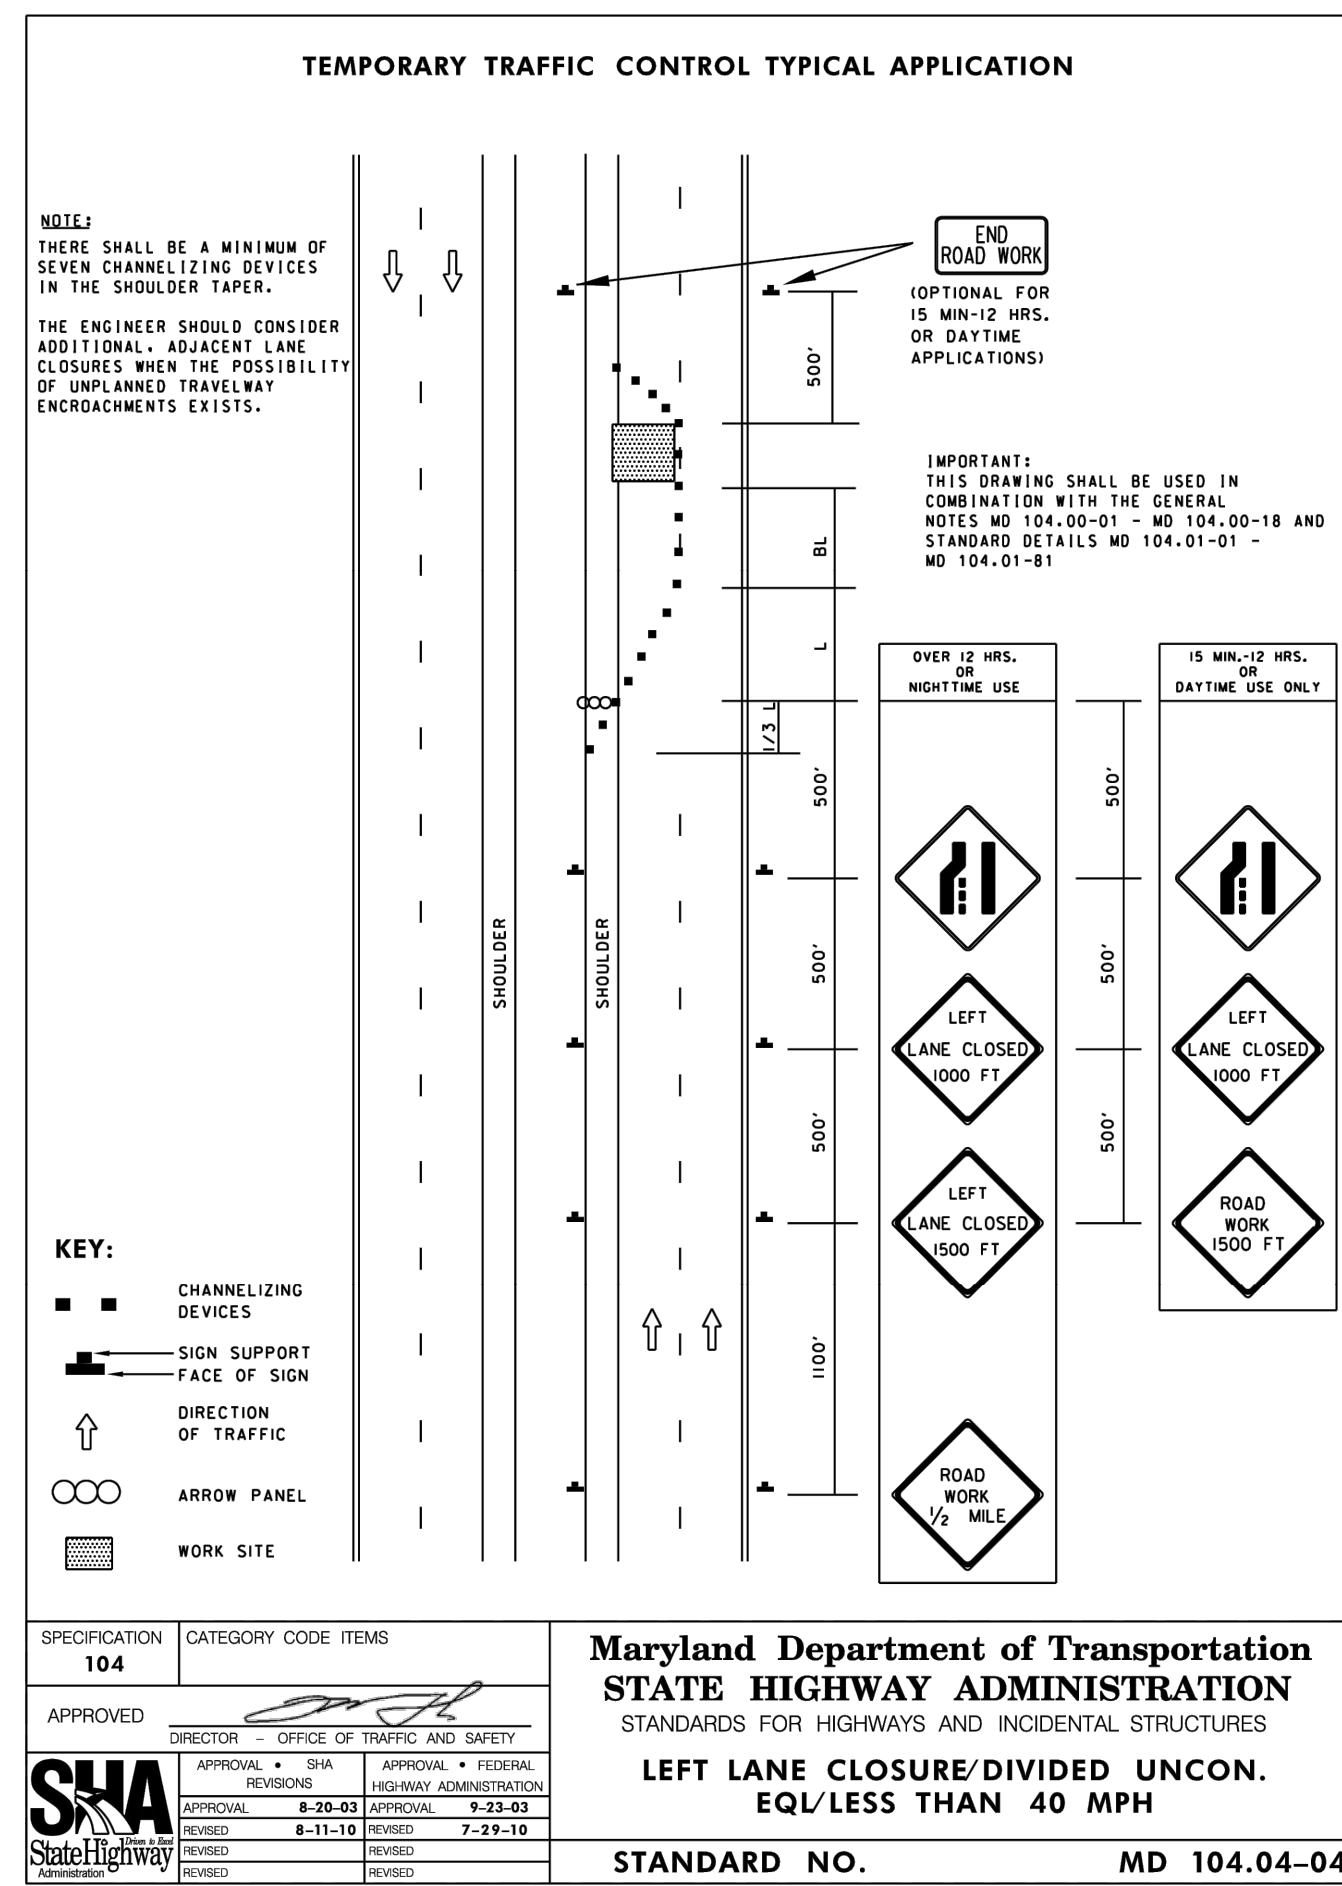 TEMPORARY TRAFFIC CONTROL TYPICAL APPLICATION
NOTE:
THERE SHALL BE A MINIMUM OF
SEVEN CHANNELIZING DEVICES
IN THE SHOULDER TAPER.
THE ENGINEER SHOULD CONSIDER
ADDITIONAL. ADJACENT LANE
CLOSURES WHEN THE POSSIBILITY
OF UNPLANNED TRAVELWAY
ENCROACHMENTS EXISTS.
END
ROAD WORK
(OPTIONAL FOR
15 MIN-12 HRS.
OR DAYTIME
APPLICATIONS)
500'
IMPORTANT:
THIS DRAWING SHALL BE USED IN
COMBINATION WITH THE GENERAL
NOTES MD 104.00-01 - MD 104.00-18 AND
STANDARD DETAILS MD 104.01-01 -
MD 104.01-81
BL
L
1/3 L
500'
500'
500'
1100'
SHOULDER
SHOULDER
OVER 12 HRS.
OR
NIGHTTIME USE
LEFT
LANE CLOSED
1000 FT
LEFT
LANE CLOSED
1500 FT
ROAD
WORK
1/2 MILE
500'
500'
500'
15 MIN.-12 HRS.
OR
DAYTIME USE ONLY
LEFT
LANE CLOSED
1000 FT
ROAD
WORK
1500 FT
KEY:
CHANNELIZING
DEVICES
SIGN SUPPORT
FACE OF SIGN
DIRECTION
OF TRAFFIC
ARROW PANEL
WORK SITE
SPECIFICATION
104
CATEGORY CODE ITEMS
APPROVED
DIRECTOR – OFFICE OF TRAFFIC AND SAFETY
SHA
Driven to Excel
StateHighway
Administration
APPROVAL • SHA
REVISIONS
APPROVAL • FEDERAL
HIGHWAY ADMINISTRATION
APPROVAL 8-20-03 APPROVAL 9-23-03
REVISED 8-11-10 REVISED 7-29-10
REVISED REVISED
REVISED REVISED
Maryland Department of Transportation
STATE HIGHWAY ADMINISTRATION
STANDARDS FOR HIGHWAYS AND INCIDENTAL STRUCTURES
LEFT LANE CLOSURE/DIVIDED UNCON.
EQL/LESS THAN 40 MPH
STANDARD NO. MD 104.04-04